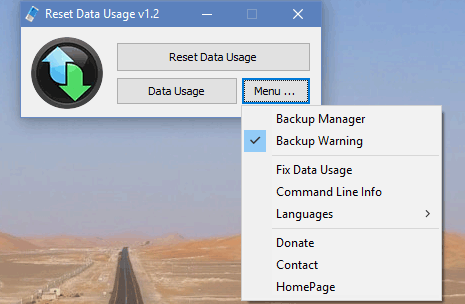 Reset Data Usage v1.2
Reset Data Usage
Data Usage
Menu ...
Backup Manager
Backup Warning
Fix Data Usage
Command Line Info
Languages
Donate
Contact
HomePage